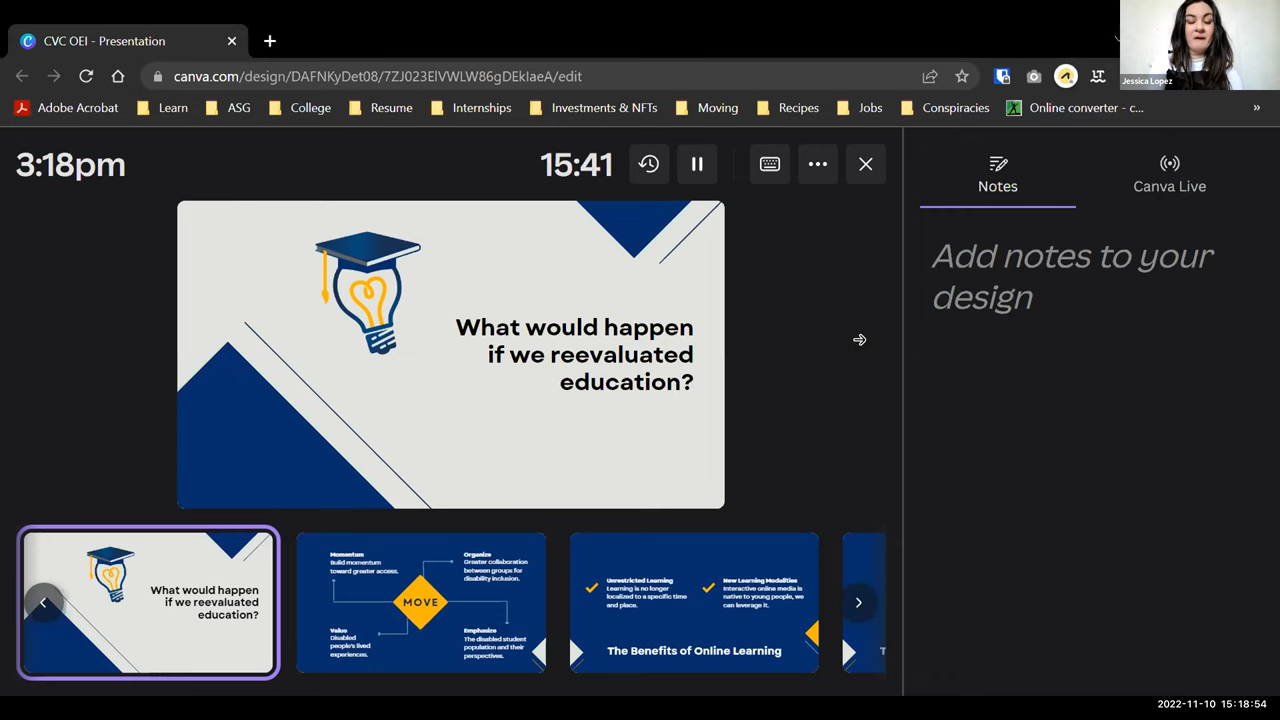 CVC OEI - Presentation
Jessica Lopez
canva.com/design/DAFNKyDet08/7ZJ023ElVWLW86gDEkIaeA/edit
Adobe Acrobat
Learn
ASG
College
Resume
Internships
Investments & NFTs
Moving
Recipes
Jobs
Conspiracies
Online converter - c...
3:18pm
15:41
Notes
Canva Live
Add notes to your
design
What would happen
if we reevaluated
education?
What would happen
if we reevaluated
education?
Momentum
Build momentum
toward greater access.
Organize
Greater collaboration
between groups for
disability inclusion.
MOVE
Value
Disabled
people's lived
experiences.
Emphasize
The disabled student
population and their
perspectives.
Unrestricted Learning
Learning is no longer
localized to a specific time
and place.
New Learning Modalities
Interactive online media is
native to young people, we
can leverage it.
The Benefits of Online Learning
2022-11-10 15:18:54